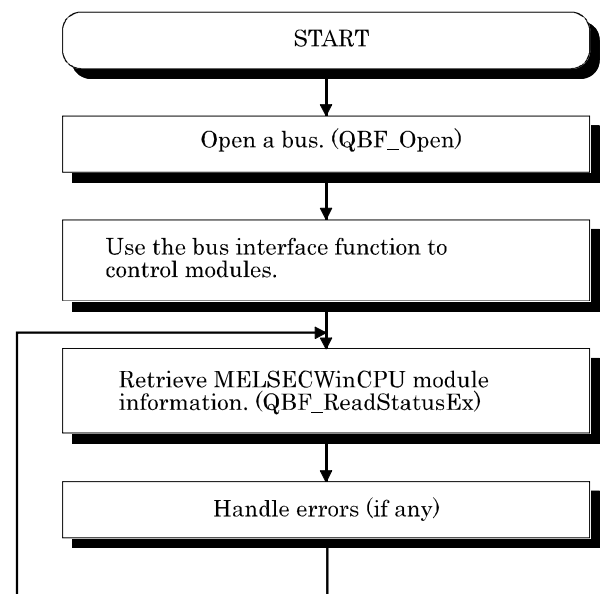 START
Open a bus. (QBF_Open)
Use the bus interface function to
control modules.
Retrieve MELSECWinCPU module
information. (QBF_ReadStatusEx)
Handle errors (if any)